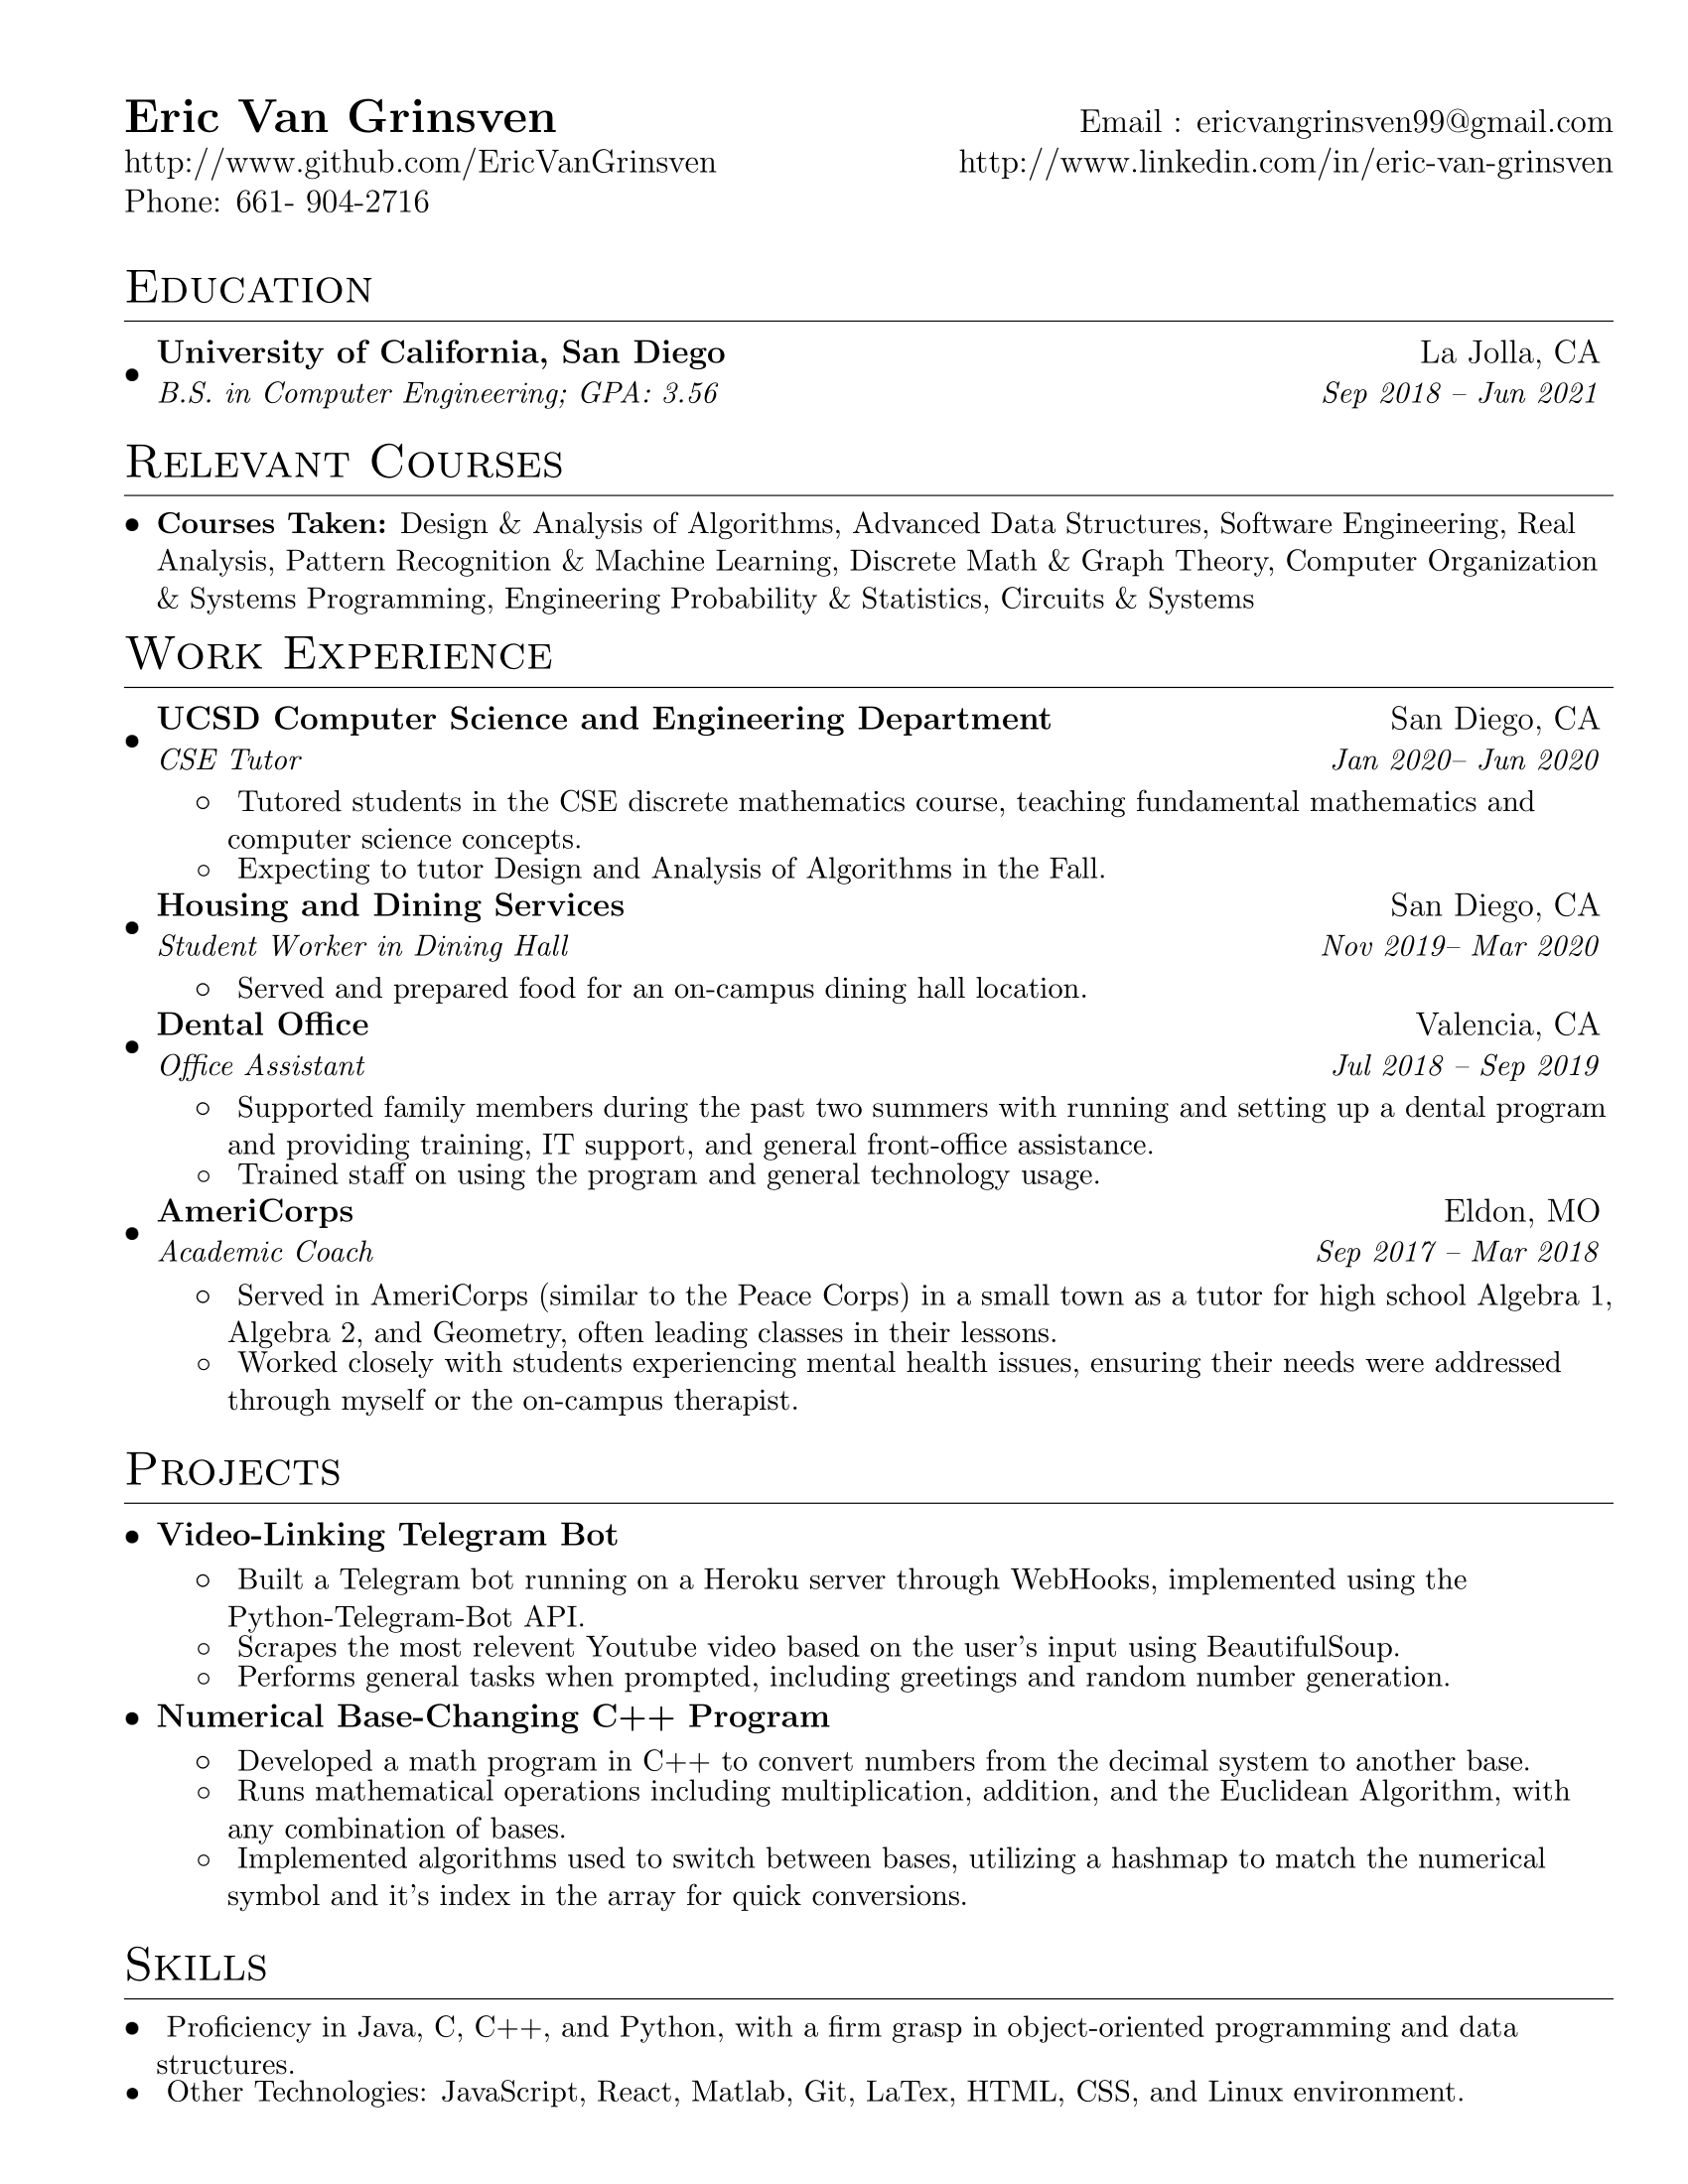 Eric Van Grinsven
Email : ericvangrinsven99@gmail.com
http://www.github.com/EricVanGrinsven
http://www.linkedin.com/in/eric-van-grinsven
Phone: 661- 904-2716
Education
University of California, San Diego
La Jolla, CA
B.S. in Computer Engineering; GPA: 3.56
Sep 2018 – Jun 2021
Relevant Courses
Courses Taken: Design & Analysis of Algorithms, Advanced Data Structures, Software Engineering, Real
Analysis, Pattern Recognition & Machine Learning, Discrete Math & Graph Theory, Computer Organization
& Systems Programming, Engineering Probability & Statistics, Circuits & Systems
Work Experience
UCSD Computer Science and Engineering Department
San Diego, CA
CSE Tutor
Jan 2020– Jun 2020
Tutored students in the CSE discrete mathematics course, teaching fundamental mathematics and
computer science concepts.
Expecting to tutor Design and Analysis of Algorithms in the Fall.
Housing and Dining Services
San Diego, CA
Student Worker in Dining Hall
Nov 2019– Mar 2020
Served and prepared food for an on-campus dining hall location.
Dental Office
Valencia, CA
Office Assistant
Jul 2018 – Sep 2019
Supported family members during the past two summers with running and setting up a dental program
and providing training, IT support, and general front-office assistance.
Trained staff on using the program and general technology usage.
AmeriCorps
Eldon, MO
Academic Coach
Sep 2017 – Mar 2018
Served in AmeriCorps (similar to the Peace Corps) in a small town as a tutor for high school Algebra 1,
Algebra 2, and Geometry, often leading classes in their lessons.
Worked closely with students experiencing mental health issues, ensuring their needs were addressed
through myself or the on-campus therapist.
Projects
Video-Linking Telegram Bot
Built a Telegram bot running on a Heroku server through WebHooks, implemented using the
Python-Telegram-Bot API.
Scrapes the most relevent Youtube video based on the user's input using BeautifulSoup.
Performs general tasks when prompted, including greetings and random number generation.
Numerical Base-Changing C++ Program
Developed a math program in C++ to convert numbers from the decimal system to another base.
Runs mathematical operations including multiplication, addition, and the Euclidean Algorithm, with
any combination of bases.
Implemented algorithms used to switch between bases, utilizing a hashmap to match the numerical
symbol and it's index in the array for quick conversions.
Skills
Proficiency in Java, C, C++, and Python, with a firm grasp in object-oriented programming and data
structures.
Other Technologies: JavaScript, React, Matlab, Git, LaTex, HTML, CSS, and Linux environment.